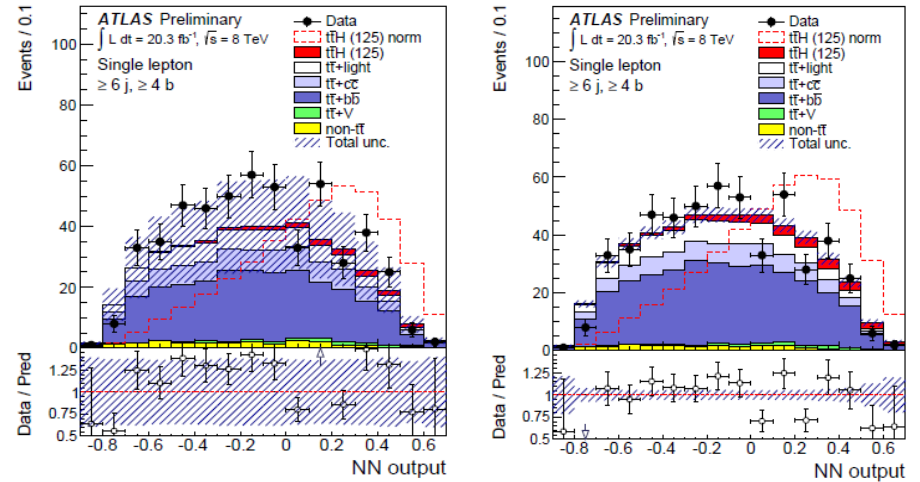 ATLAS Preliminary
∫ L dt = 20.3 fb⁻¹, √s = 8 TeV
Single lepton
≥ 6 j, ≥ 4 b
Data
tt̄H (125) norm
tt̄H (125)
tt̄+light
tt̄+cc̄
tt̄+bb̄
tt̄+V
non-tt̄
Total unc.
Events / 0.1
100
80
60
40
20
0
Data / Pred
1.25
1
0.75
0.5
-0.8 -0.6 -0.4 -0.2 0 0.2 0.4 0.6
NN output
ATLAS Preliminary
∫ L dt = 20.3 fb⁻¹, √s = 8 TeV
Single lepton
≥ 6 j, ≥ 4 b
Data
tt̄H (125) norm
tt̄H (125)
tt̄+light
tt̄+cc̄
tt̄+bb̄
tt̄+V
non-tt̄
Total unc.
Events / 0.1
100
80
60
40
20
0
Data / Pred
1.25
1
0.75
0.5
-0.8 -0.6 -0.4 -0.2 0 0.2 0.4 0.6
NN output